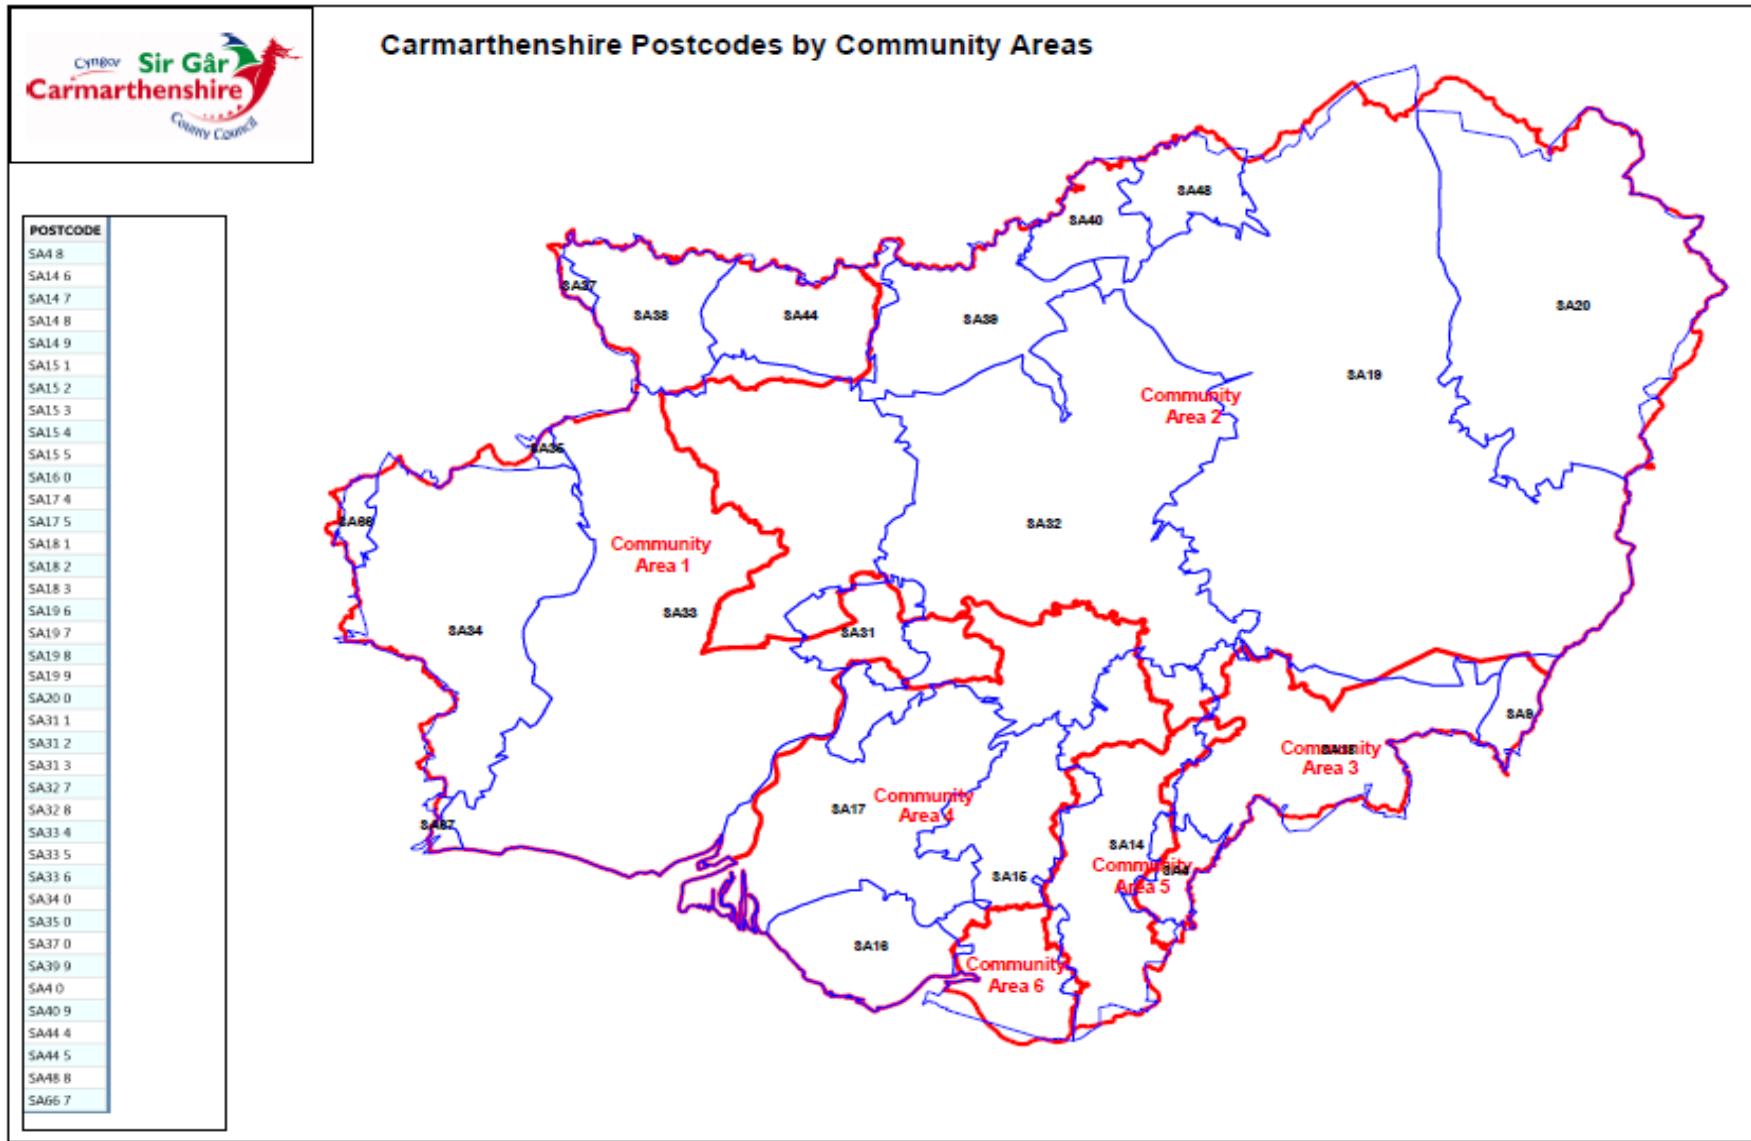 Cyngor Sir Gâr
Carmarthenshire
County Council
Carmarthenshire Postcodes by Community Areas
POSTCODE
SA4 8
SA14 6
SA14 7
SA14 8
SA14 9
SA15 1
SA15 2
SA15 3
SA15 4
SA15 5
SA16 0
SA17 4
SA17 5
SA18 1
SA18 2
SA18 3
SA19 6
SA19 7
SA19 8
SA19 9
SA20 0
SA31 1
SA31 2
SA31 3
SA32 7
SA32 8
SA33 4
SA33 5
SA33 6
SA34 0
SA35 0
SA37 0
SA39 9
SA4 0
SA40 9
SA44 4
SA44 5
SA48 8
SA66 7
SA48
SA40
SA37
SA38
SA44
SA39
SA20
SA19
Community
Area 2
SA35
SA66
SA32
Community
Area 1
SA33
SA34
SA31
SA9
Community
SA18
Area 3
SA17
Community
Area 4
SA67
SA14
Community
Area 5
SA4
SA15
SA16
Community
Area 6